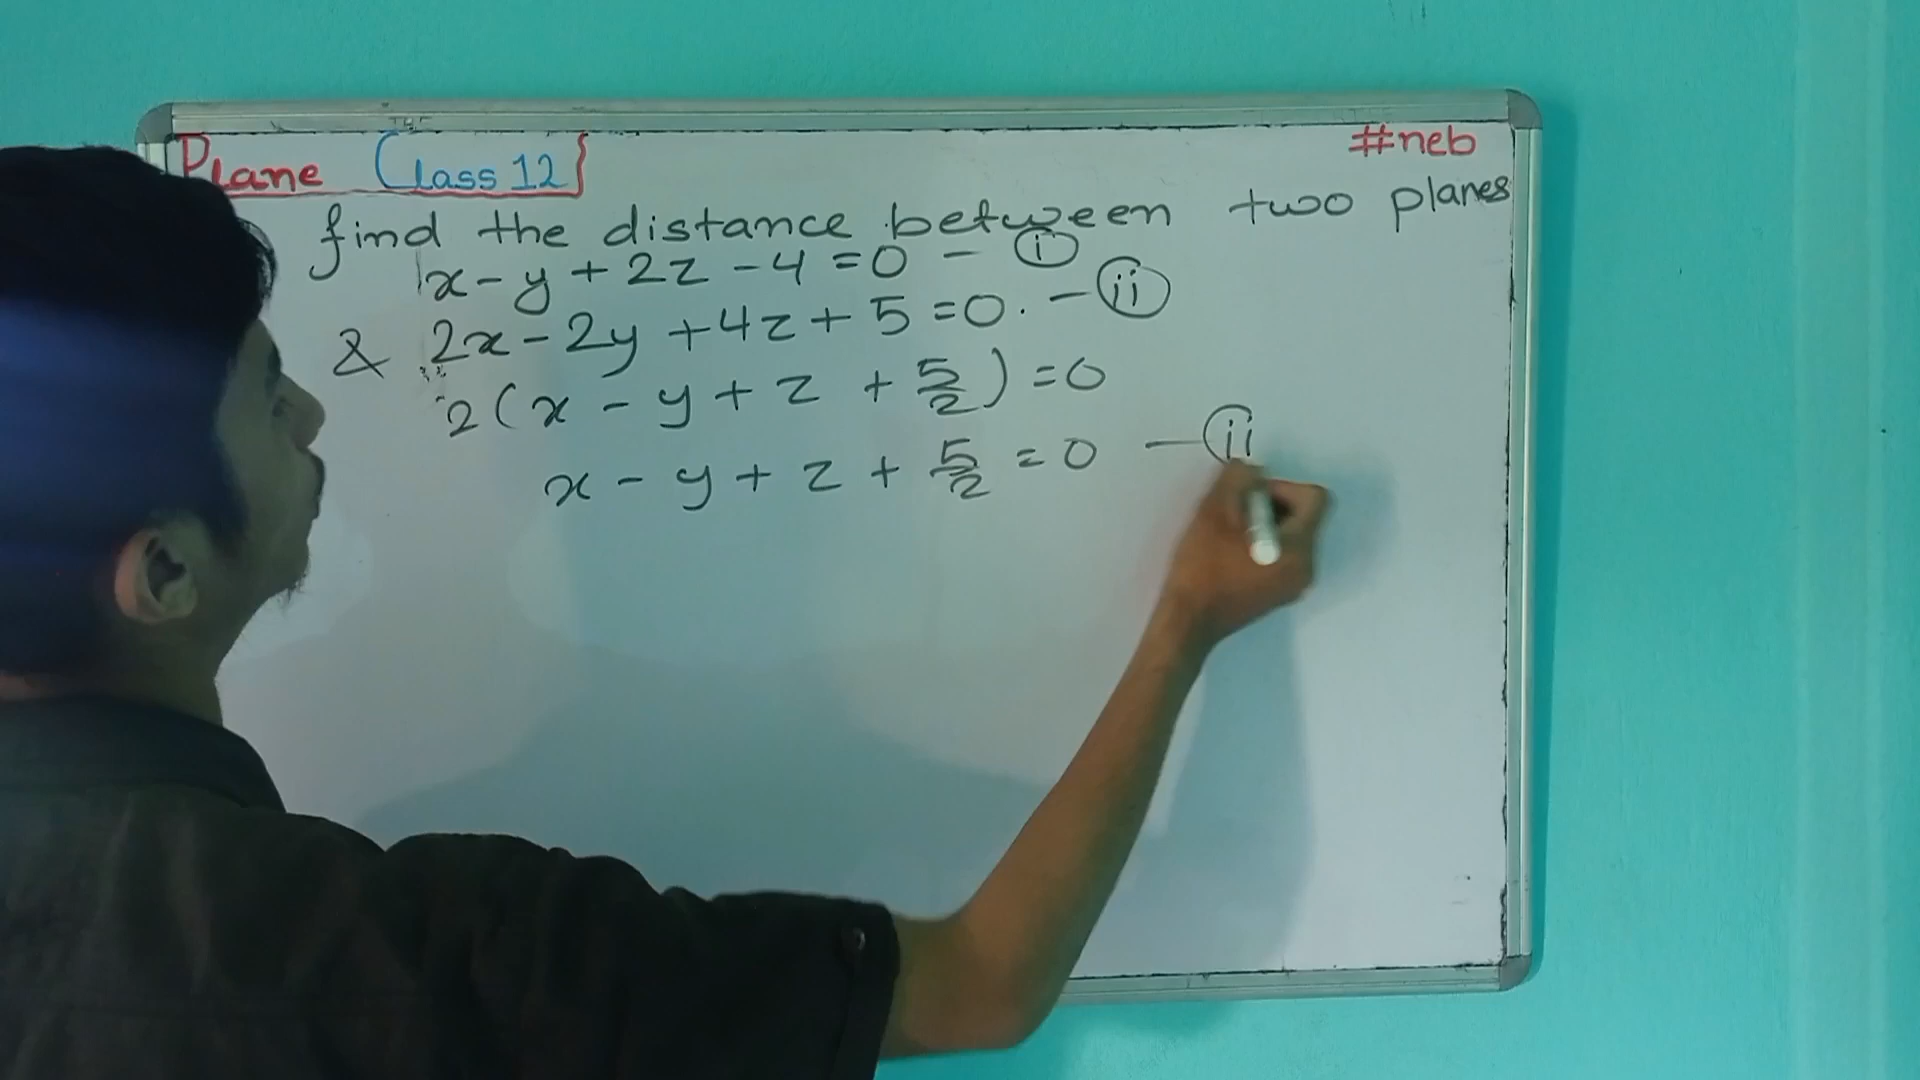 Plane Class 12
#neb
find the distance between two planes
x - y + 2z - 4 = 0 - (i)
& 2x - 2y + 4z + 5 = 0. - (ii)
2(x - y + z + 5/2) = 0
x - y + z + 5/2 = 0 - (ii